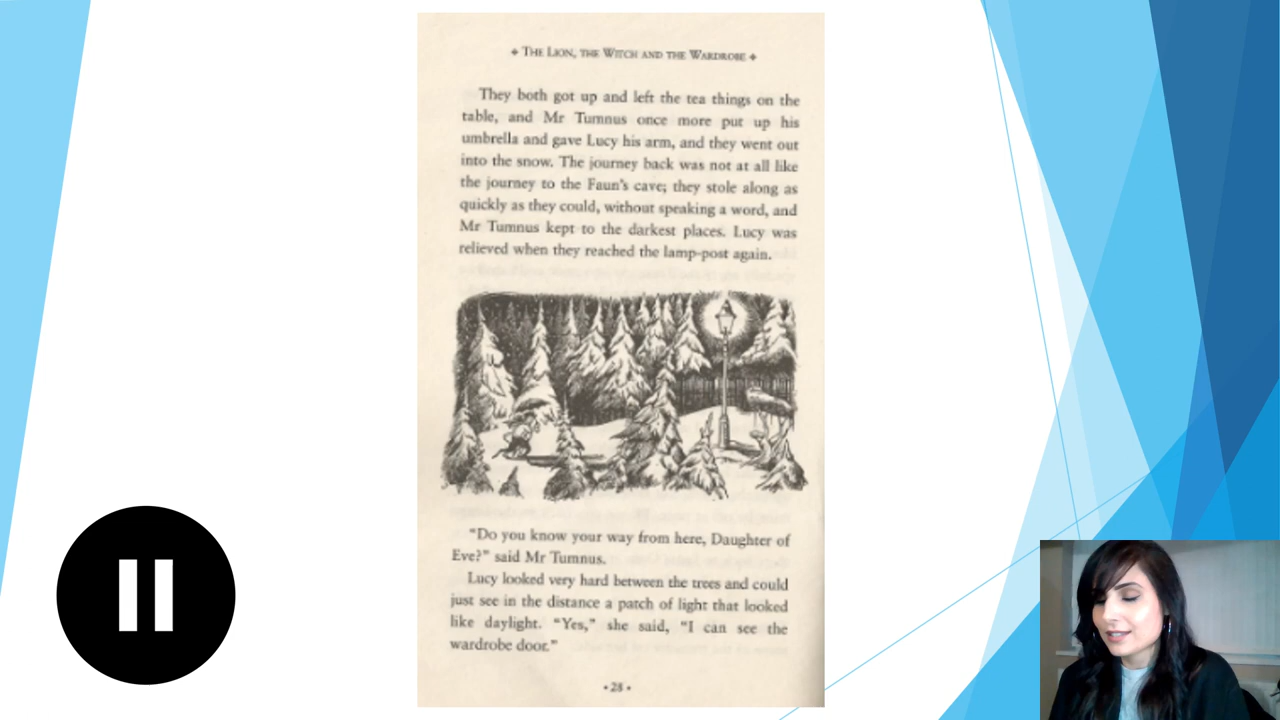 ✦ The Lion, the Witch and the Wardrobe ✦
They both got up and left the tea things on the
table, and Mr Tumnus once more put up his
umbrella and gave Lucy his arm, and they went out
into the snow. The journey back was not at all like
the journey to the Faun's cave; they stole along as
quickly as they could, without speaking a word, and
Mr Tumnus kept to the darkest places. Lucy was
relieved when they reached the lamp-post again.
"Do you know your way from here, Daughter of
Eve?" said Mr Tumnus.
Lucy looked very hard between the trees and could
just see in the distance a patch of light that looked
like daylight. "Yes," she said, "I can see the
wardrobe door."
• 28 •